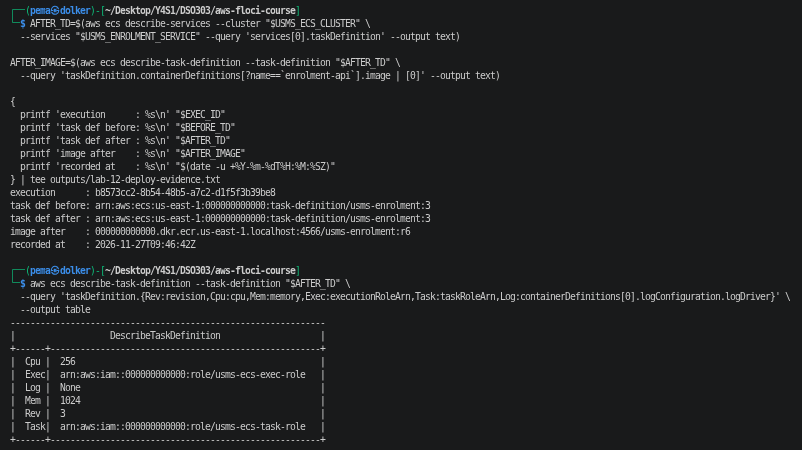 ┌──(pema㉿dolker)-[~/Desktop/Y4S1/DSO303/aws-floci-course]
└─$ AFTER_TD=$(aws ecs describe-services --cluster "$USMS_ECS_CLUSTER" \
  --services "$USMS_ENROLMENT_SERVICE" --query 'services[0].taskDefinition' --output text)

AFTER_IMAGE=$(aws ecs describe-task-definition --task-definition "$AFTER_TD" \
  --query 'taskDefinition.containerDefinitions[?name==`enrolment-api`].image | [0]' --output text)

{
  printf 'execution      : %s\n' "$EXEC_ID"
  printf 'task def before: %s\n' "$BEFORE_TD"
  printf 'task def after : %s\n' "$AFTER_TD"
  printf 'image after    : %s\n' "$AFTER_IMAGE"
  printf 'recorded at    : %s\n' "$(date -u +%Y-%m-%dT%H:%M:%SZ)"
} | tee outputs/lab-12-deploy-evidence.txt
execution      : b8573cc2-8b54-48b5-a7c2-d1f5f3b39be8
task def before: arn:aws:ecs:us-east-1:000000000000:task-definition/usms-enrolment:3
task def after : arn:aws:ecs:us-east-1:000000000000:task-definition/usms-enrolment:3
image after    : 000000000000.dkr.ecr.us-east-1.localhost:4566/usms-enrolment:r6
recorded at    : 2026-11-27T09:46:42Z

┌──(pema㉿dolker)-[~/Desktop/Y4S1/DSO303/aws-floci-course]
└─$ aws ecs describe-task-definition --task-definition "$AFTER_TD" \
  --query 'taskDefinition.{Rev:revision,Cpu:cpu,Mem:memory,Exec:executionRoleArn,Task:taskRoleArn,Log:containerDefinitions[0].logConfiguration.logDriver}' \
  --output table
---------------------------------------------------------------
|                   DescribeTaskDefinition                    |
+------+------------------------------------------------------+
|  Cpu |  256                                                 |
|  Exec|  arn:aws:iam::000000000000:role/usms-ecs-exec-role   |
|  Log |  None                                                |
|  Mem |  1024                                                |
|  Rev |  3                                                   |
|  Task|  arn:aws:iam::000000000000:role/usms-ecs-task-role   |
+------+------------------------------------------------------+